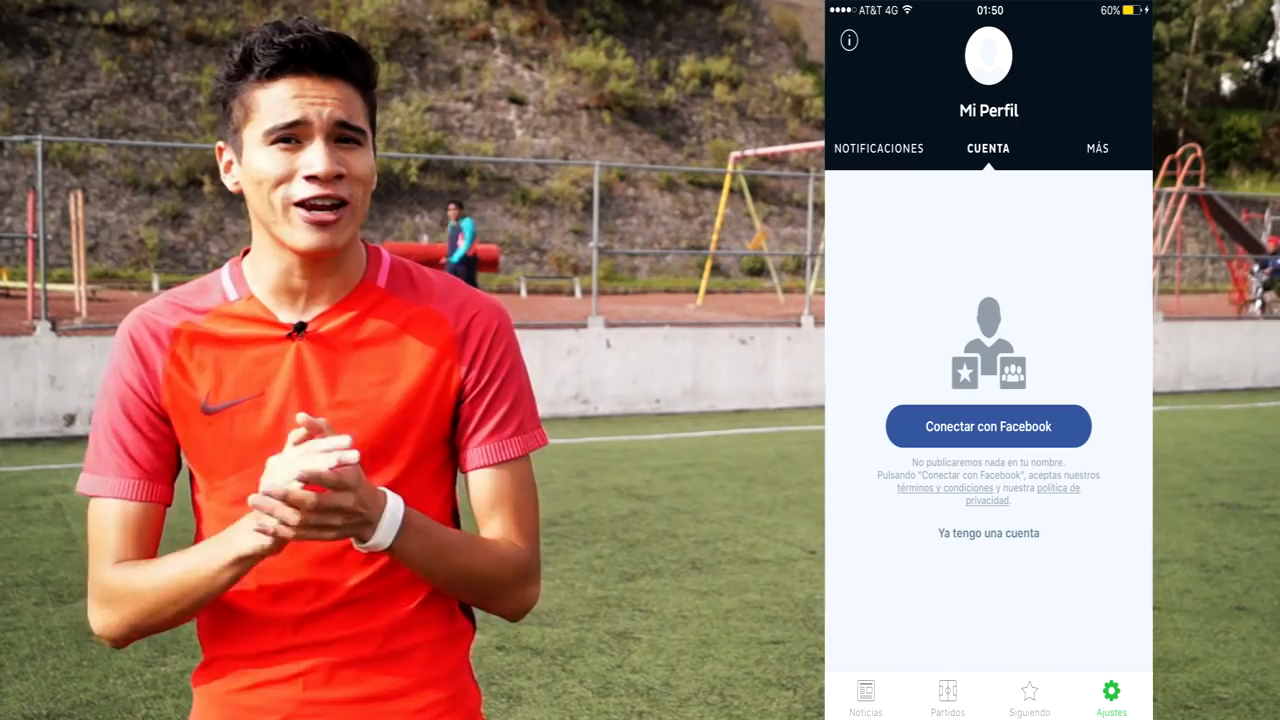 AT&T 4G
01:50
60%
Mi Perfil
NOTIFICACIONES
CUENTA
MÁS
Conectar con Facebook
No publicaremos nada en tu nombre.
Pulsando "Conectar con Facebook", aceptas nuestros
términos y condiciones y nuestra política de
privacidad.
Ya tengo una cuenta
Noticias
Partidos
Siguiendo
Ajustes